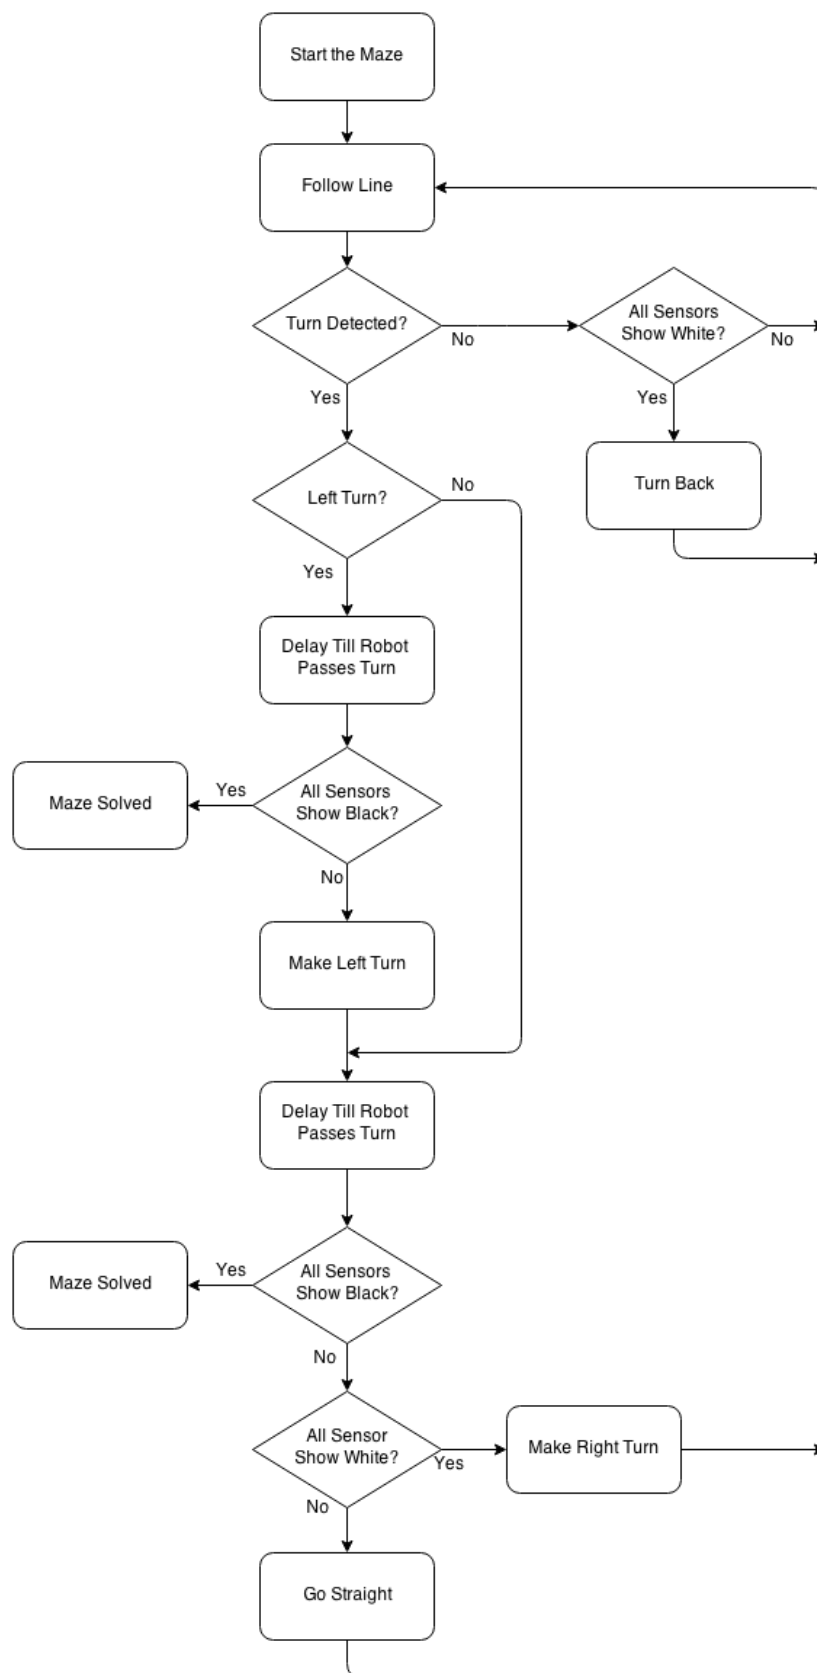 Start the Maze
Follow Line
Turn Detected?
No
All Sensors
Show White?
No
Yes
Yes
Turn Back
Left Turn?
No
Yes
Delay Till Robot
Passes Turn
All Sensors
Show Black?
Yes
Maze Solved
No
Make Left Turn
Delay Till Robot
Passes Turn
All Sensors
Show Black?
Yes
Maze Solved
No
All Sensor
Show White?
Yes
Make Right Turn
No
Go Straight